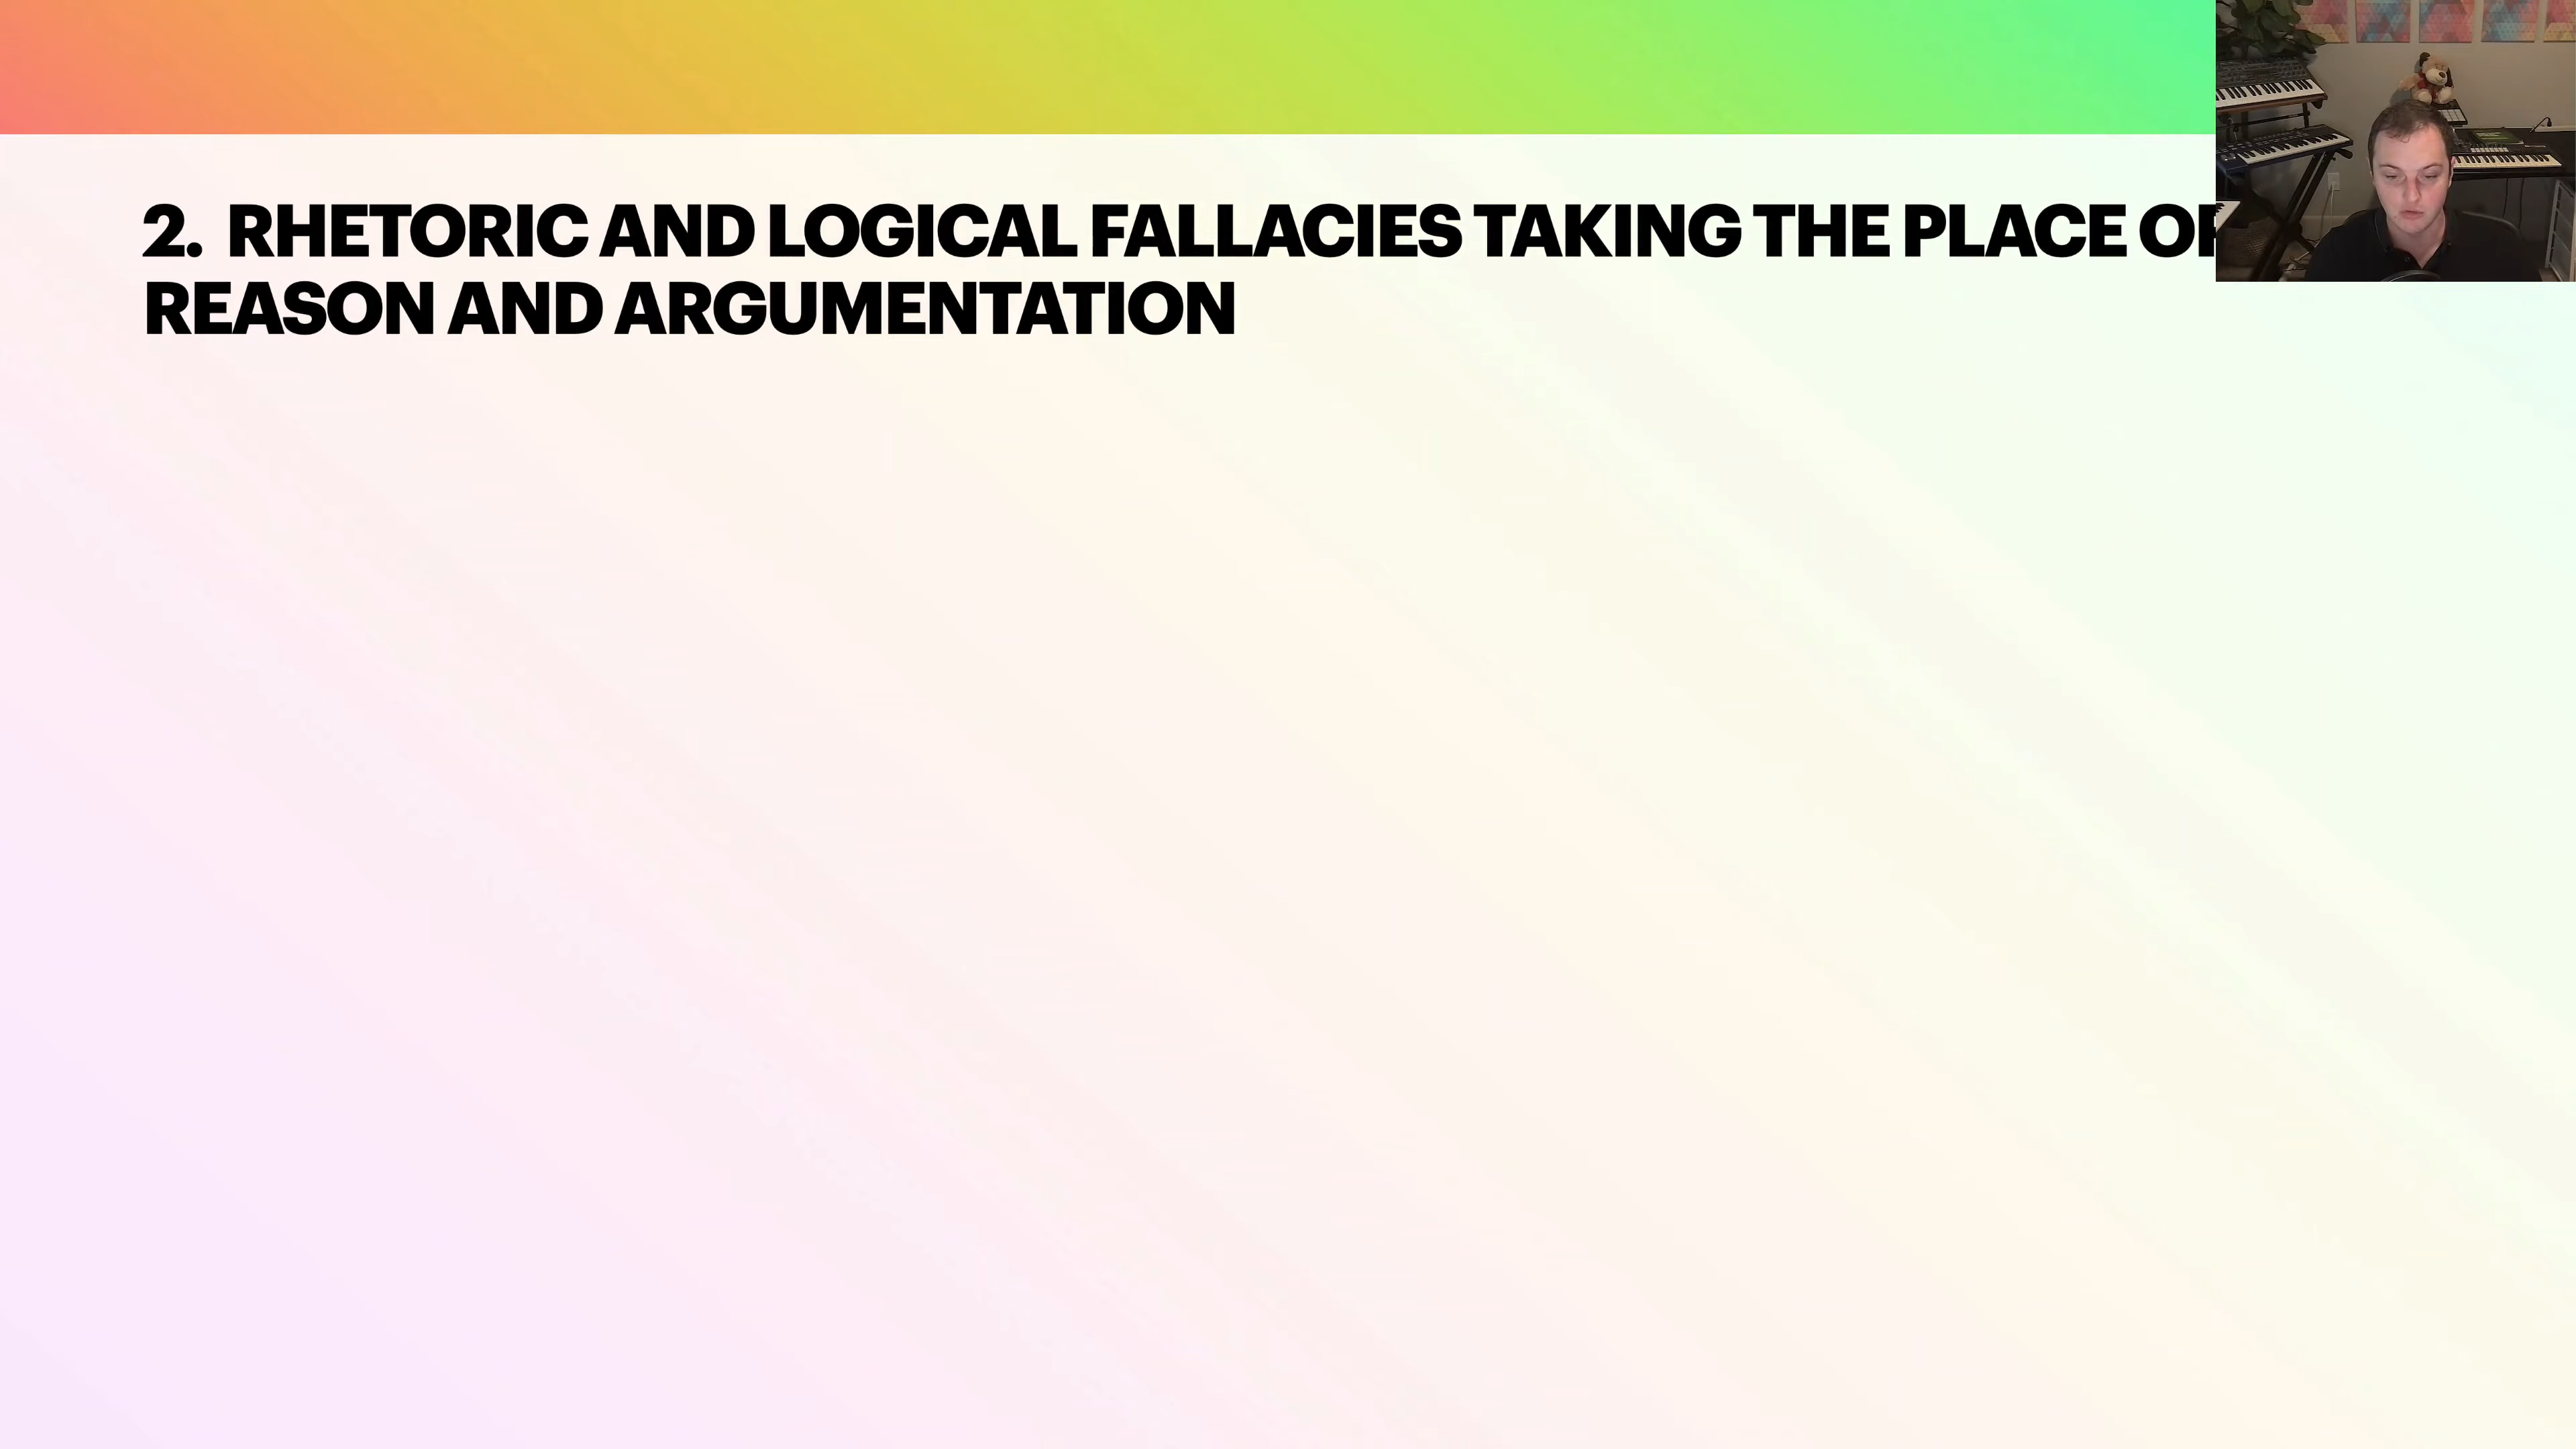 2. RHETORIC AND LOGICAL FALLACIES TAKING THE PLACE OF
REASON AND ARGUMENTATION